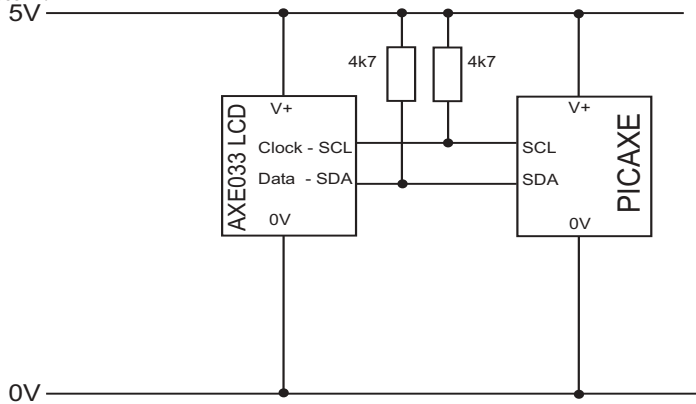 5V
4k7
4k7
AXE033 LCD
V+
Clock - SCL
Data - SDA
0V
V+
SCL
SDA
0V
PICAXE
0V